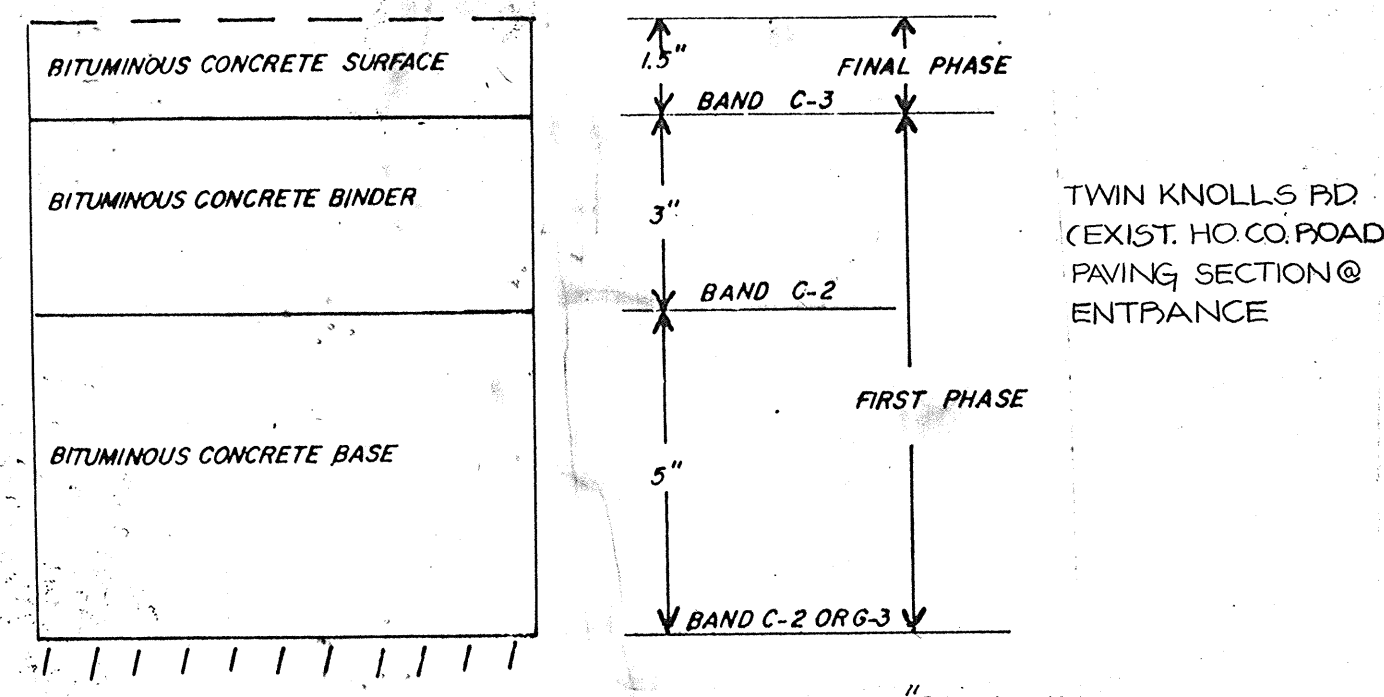 BITUMINOUS CONCRETE SURFACE
1.5"
FINAL PHASE
BAND C-3
BITUMINOUS CONCRETE BINDER
3"
BAND C-2
TWIN KNOLLS RD.
(EXIST. HO.CO. ROAD
PAVING SECTION @
ENTRANCE
FIRST PHASE
BITUMINOUS CONCRETE BASE
5"
BAND C-2 OR G-3